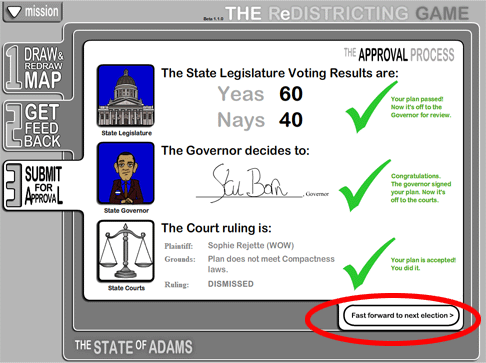 mission
Beta 1.1.0
THE ReDISTRICTING GAME
1 DRAW & REDRAW MAP
2 GET FEED BACK
3 SUBMIT FOR APPROVAL
THE APPROVAL PROCESS
The State Legislature Voting Results are:
Yeas 60
Nays 40
State Legislature
Your plan passed!
Now it's off to the
Governor for review.
The Governor decides to:
, Governor
State Governor
Congratulations.
The governor signed
your plan. Now it's
off to the courts.
The Court ruling is:
Plaintiff: Sophie Rejette (WOW)
Grounds: Plan does not meet Compactness
laws.
Ruling: DISMISSED
State Courts
Your plan is accepted!
You did it.
Fast forward to next election >
THE STATE OF ADAMS